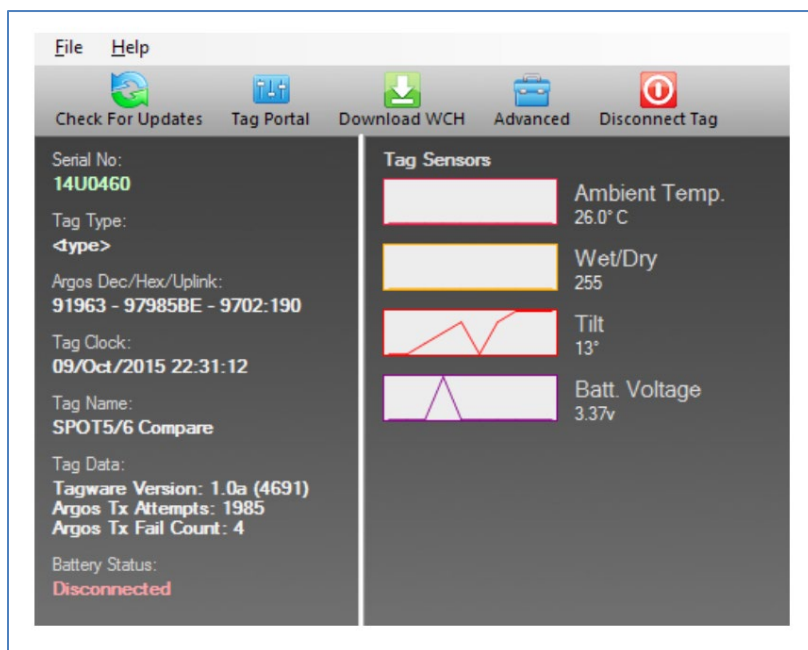 File Help
Check For Updates Tag Portal Download WCH Advanced Disconnect Tag
Serial No:
14U0460
Tag Type:
<type>
Argos Dec/Hex/Uplink:
91963 - 97985BE - 9702:190
Tag Clock:
09/Oct/2015 22:31:12
Tag Name:
SPOT5/6 Compare
Tag Data:
Tagware Version: 1.0a (4691)
Argos Tx Attempts: 1985
Argos Tx Fail Count: 4
Battery Status:
Disconnected
Tag Sensors
Ambient Temp.
26.0° C
Wet/Dry
255
Tilt
13°
Batt. Voltage
3.37v